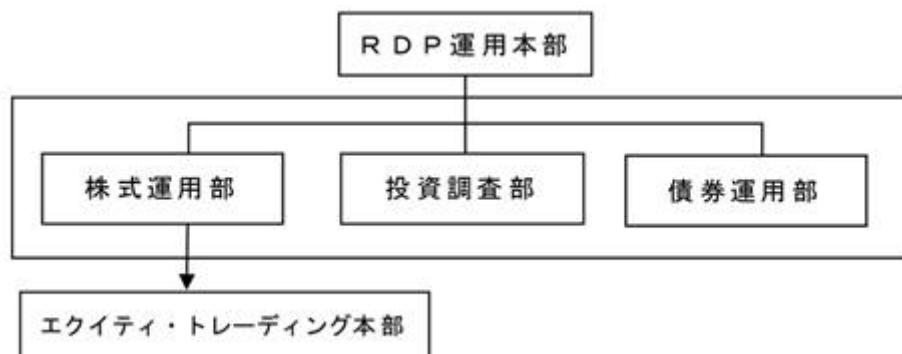 ＲＤＰ運用本部
株式運用部
投資調査部
債券運用部
エクイティ・トレーディング本部